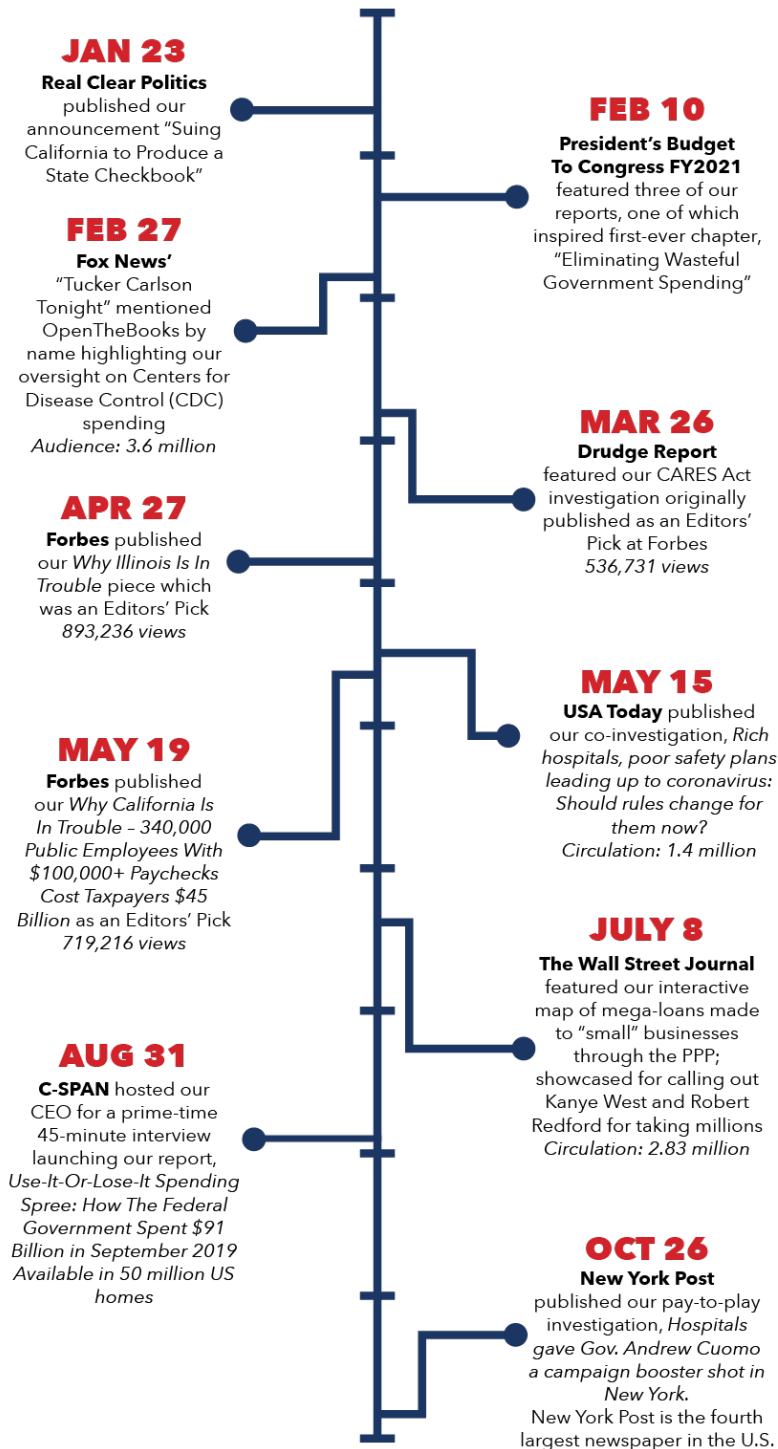 JAN 23
Real Clear Politics
published our
announcement “Suing
California to Produce a
State Checkbook”
FEB 10
President’s Budget
To Congress FY2021
featured three of our
reports, one of which
inspired first-ever chapter,
“Eliminating Wasteful
Government Spending”
FEB 27
Fox News’
“Tucker Carlson
Tonight” mentioned
OpenTheBooks by
name highlighting our
oversight on Centers for
Disease Control (CDC)
spending
Audience: 3.6 million
MAR 26
Drudge Report
featured our CARES Act
investigation originally
published as an Editors’
Pick at Forbes
536,731 views
APR 27
Forbes published
our Why Illinois Is In
Trouble piece which
was an Editors’ Pick
893,236 views
MAY 15
USA Today published
our co-investigation, Rich
hospitals, poor safety plans
leading up to coronavirus:
Should rules change for
them now?
Circulation: 1.4 million
MAY 19
Forbes published
our Why California Is
In Trouble – 340,000
Public Employees With
$100,000+ Paychecks
Cost Taxpayers $45
Billion as an Editors’ Pick
719,216 views
JULY 8
The Wall Street Journal
featured our interactive
map of mega-loans made
to “small” businesses
through the PPP;
showcased for calling out
Kanye West and Robert
Redford for taking millions
Circulation: 2.83 million
AUG 31
C-SPAN hosted our
CEO for a prime-time
45-minute interview
launching our report,
Use-It-Or-Lose-It Spending
Spree: How The Federal
Government Spent $91
Billion in September 2019
Available in 50 million US
homes
OCT 26
New York Post
published our pay-to-play
investigation, Hospitals
gave Gov. Andrew Cuomo
a campaign booster shot in
New York.
New York Post is the fourth
largest newspaper in the U.S.